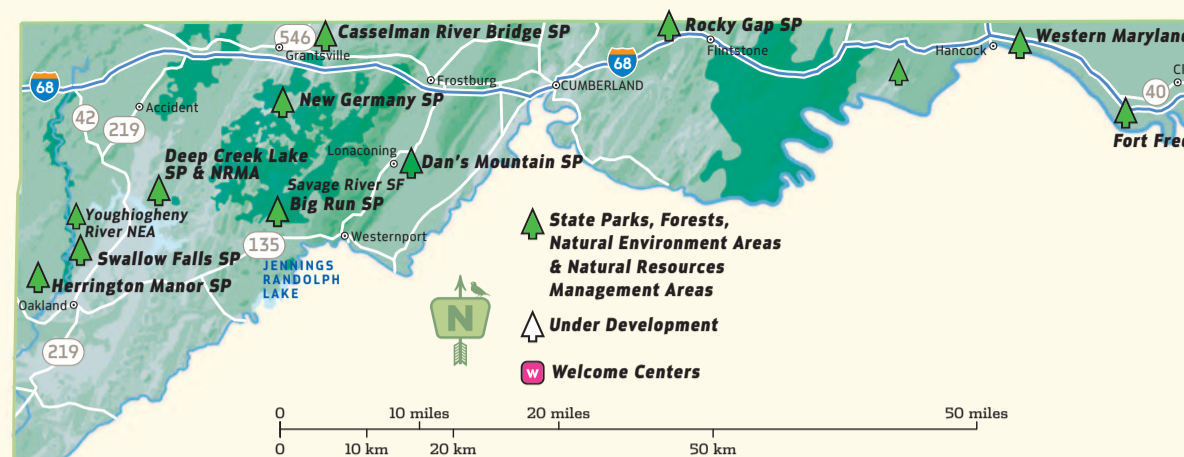 546
Casselman River Bridge SP
Rocky Gap SP
Western Maryland
Grantsville
Flintstone
Hancock
68
68
Frostburg
CUMBERLAND
40
42
219
Accident
New Germany SP
Fort Fred
Deep Creek Lake
SP & NRMA
Lonaconing
Dan's Mountain SP
Savage River SF
Big Run SP
Youghiogheny
River NEA
135
Westernport
Swallow Falls SP
JENNINGS
RANDOLPH
LAKE
Herrington Manor SP
Oakland
219
State Parks, Forests,
Natural Environment Areas
& Natural Resources
Management Areas
N
Under Development
W
Welcome Centers
0 10 miles 20 miles 50 miles
0 10 km 20 km 50 km